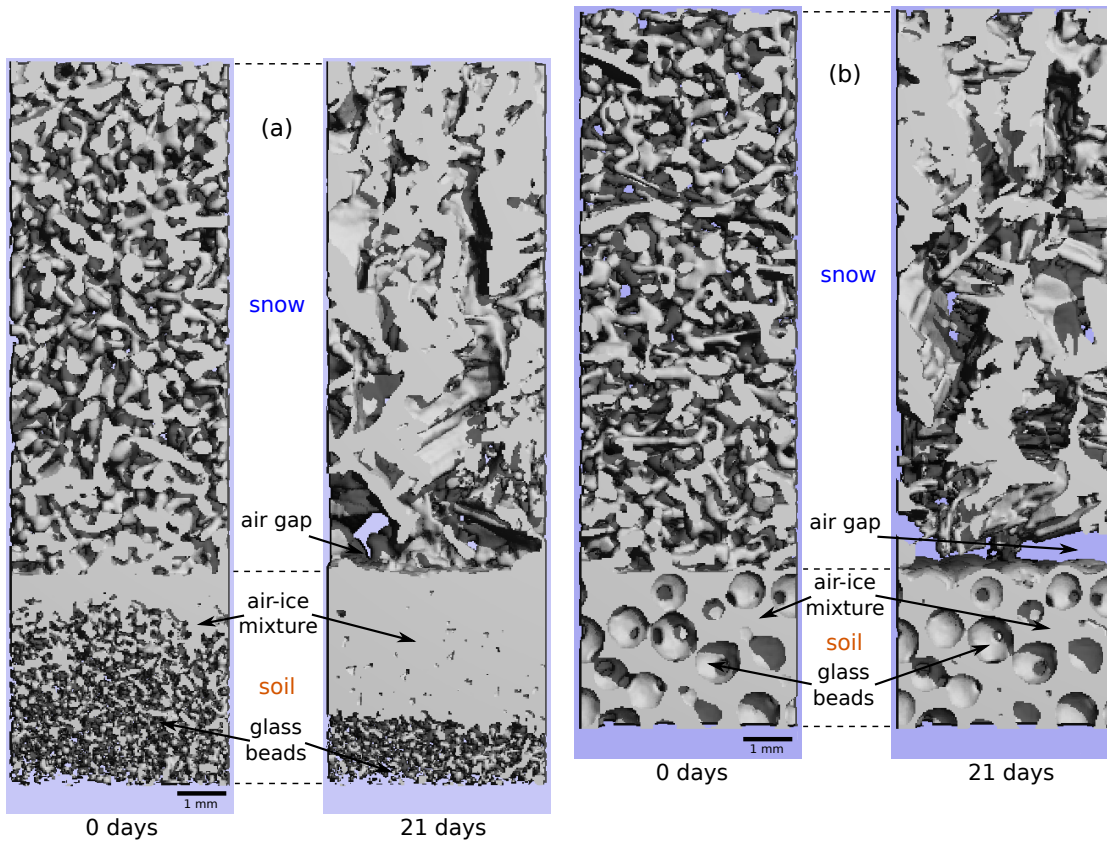 (a)
snow
air gap
air-ice
mixture
soil
glass
beads
1 mm
0 days
21 days
(b)
snow
air gap
air-ice
mixture
soil
glass
beads
1 mm
0 days
21 days